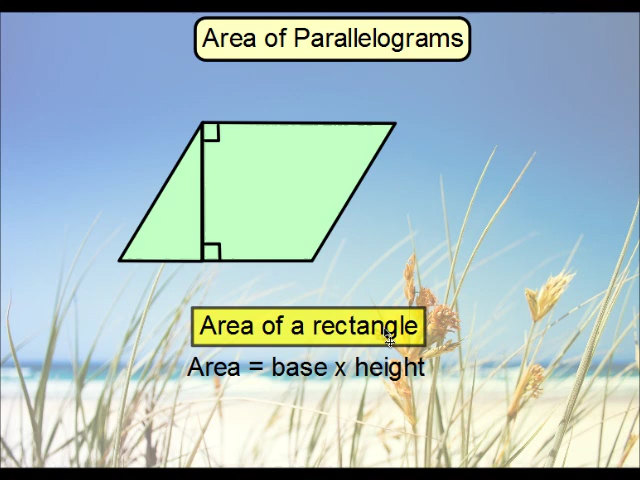 Area of Parallelograms
Area of a rectangle
Area = base x height